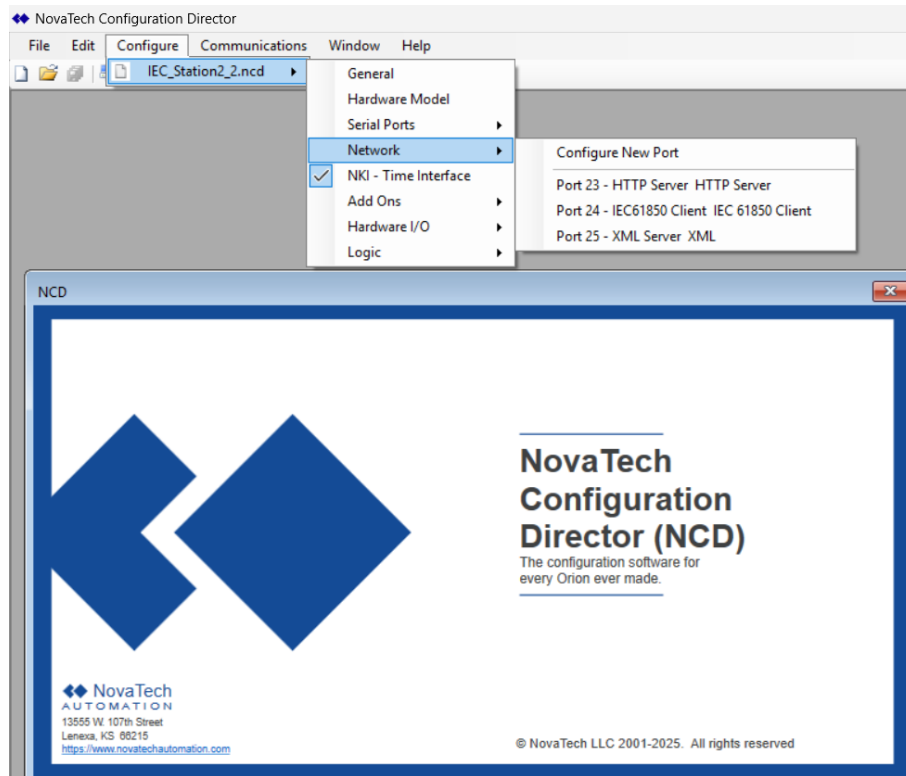 NovaTech Configuration Director
File Edit Configure Communications Window Help
IEC_Station2_2.ncd
General
Hardware Model
Serial Ports
Network
NKI - Time Interface
Add Ons
Hardware I/O
Logic
Configure New Port
Port 23 - HTTP Server HTTP Server
Port 24 - IEC61850 Client IEC 61850 Client
Port 25 - XML Server XML
NCD
NovaTech
Configuration
Director (NCD)
The configuration software for
every Orion ever made.
NovaTech
AUTOMATION
13555 W. 107th Street
Lenexa, KS 66215
https://www.novatechautomation.com
© NovaTech LLC 2001-2025. All rights reserved